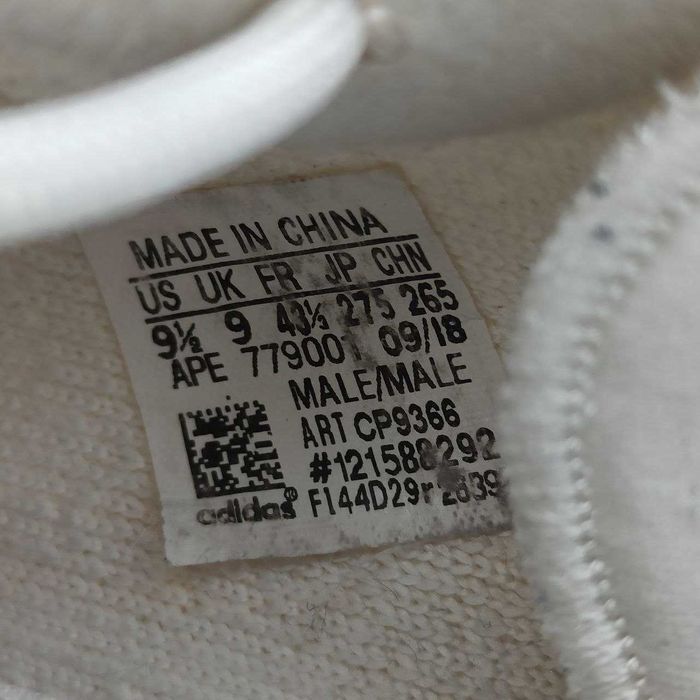 MADE IN CHINA
US UK FR JP CHN
9½ 9 43⅓ 275 265
APE 779001 09/18
MALE/MALE
ART CP9366
#121588292
adidas®